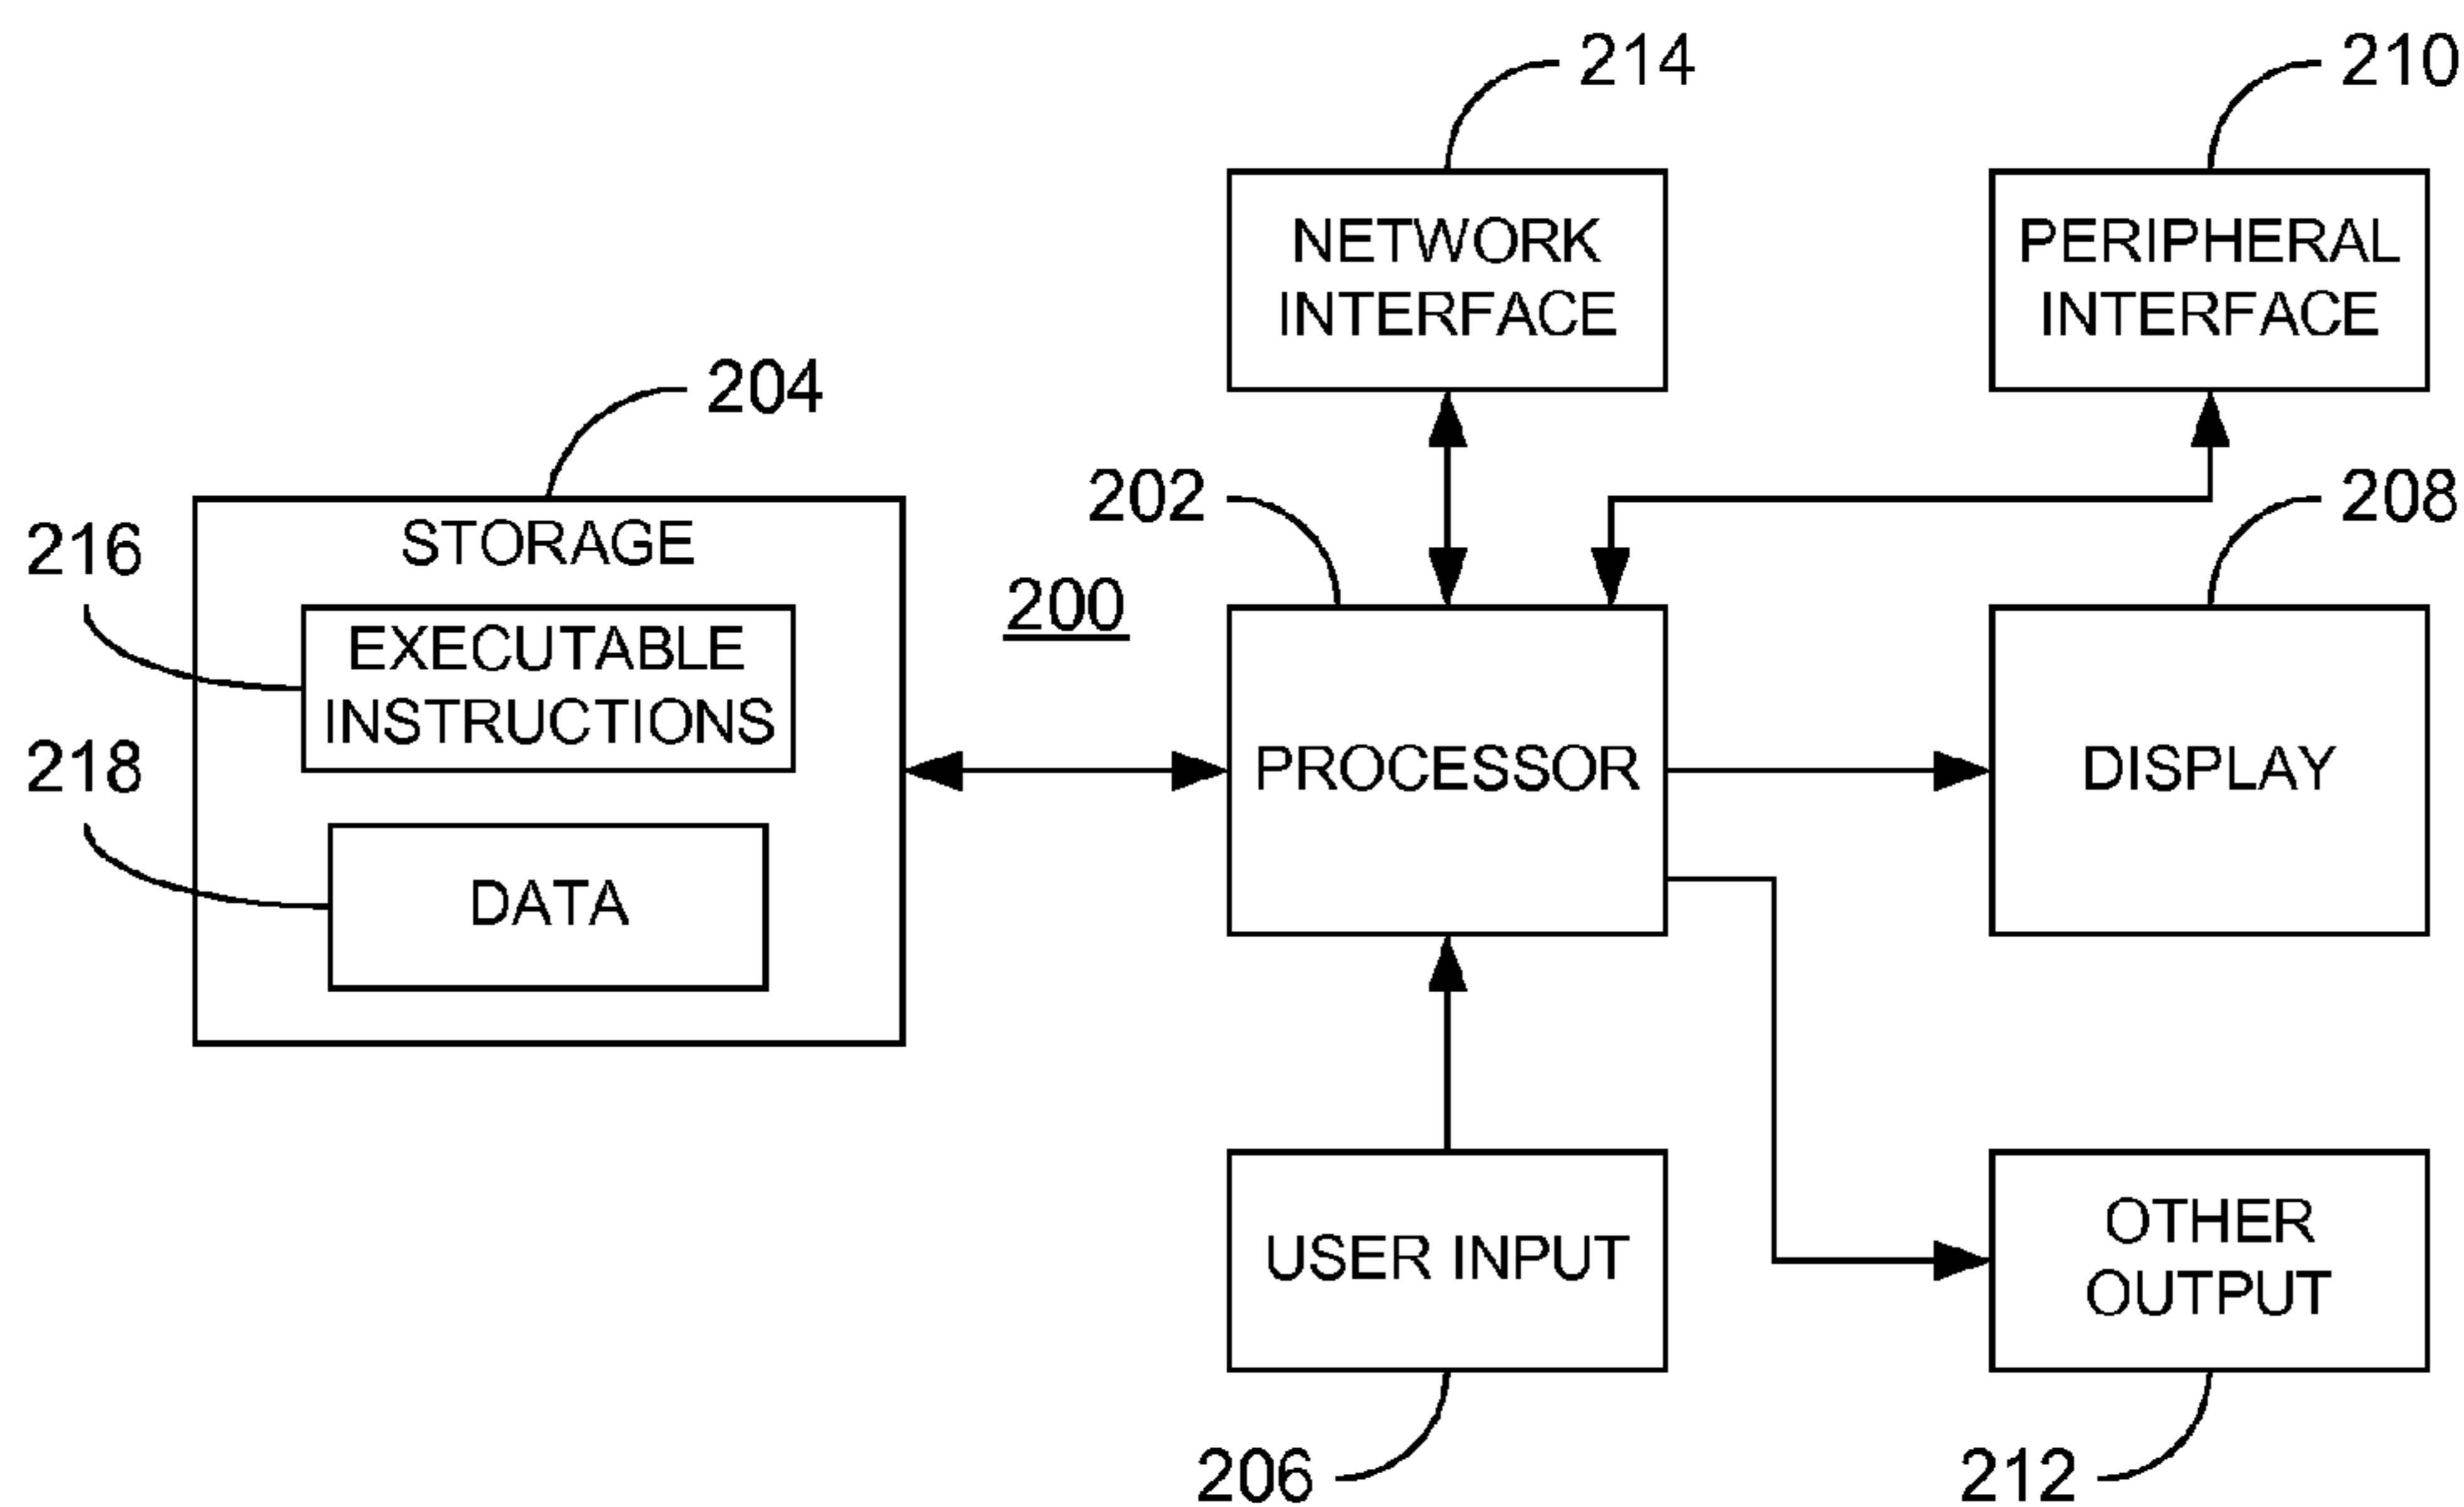 214
210
NETWORK
INTERFACE
PERIPHERAL
INTERFACE
204
202
208
216
STORAGE
200
EXECUTABLE
INSTRUCTIONS
218
PROCESSOR
DISPLAY
DATA
USER INPUT
OTHER
OUTPUT
206
212